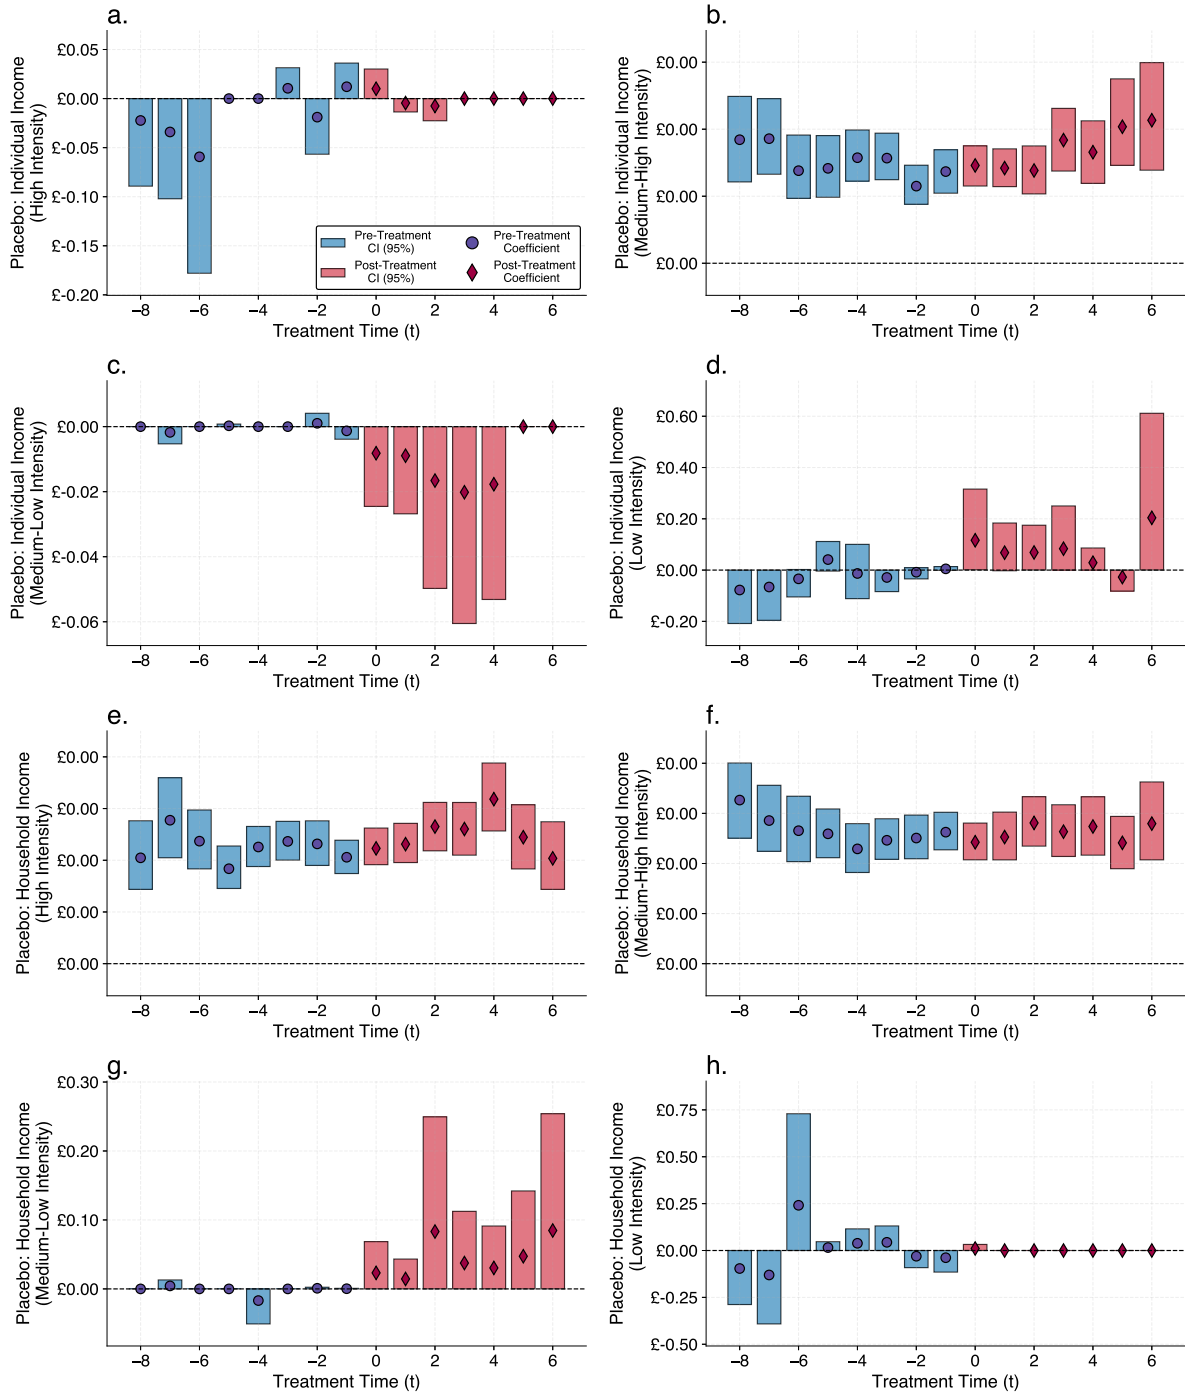 a.
Placebo: Individual Income
(High Intensity)
£0.05
£0.00
£-0.05
£-0.10
£-0.15
£-0.20
Pre-Treatment
CI (95%)
Pre-Treatment
Coefficient
Post-Treatment
CI (95%)
Post-Treatment
Coefficient
−8 −6 −4 −2 0 2 4 6
Treatment Time (t)
b.
Placebo: Individual Income
(Medium-High Intensity)
£0.00
£0.00
£0.00
£0.00
−8 −6 −4 −2 0 2 4 6
Treatment Time (t)
c.
Placebo: Individual Income
(Medium-Low Intensity)
£0.00
£-0.02
£-0.04
£-0.06
−8 −6 −4 −2 0 2 4 6
Treatment Time (t)
d.
Placebo: Individual Income
(Low Intensity)
£0.60
£0.40
£0.20
£0.00
£-0.20
−8 −6 −4 −2 0 2 4 6
Treatment Time (t)
e.
Placebo: Household Income
(High Intensity)
£0.00
£0.00
£0.00
£0.00
£0.00
−8 −6 −4 −2 0 2 4 6
Treatment Time (t)
f.
Placebo: Household Income
(Medium-High Intensity)
£0.00
£0.00
£0.00
£0.00
£0.00
−8 −6 −4 −2 0 2 4 6
Treatment Time (t)
g.
Placebo: Household Income
(Medium-Low Intensity)
£0.30
£0.20
£0.10
£0.00
−8 −6 −4 −2 0 2 4 6
Treatment Time (t)
h.
Placebo: Household Income
(Low Intensity)
£0.75
£0.50
£0.25
£0.00
£-0.25
£-0.50
−8 −6 −4 −2 0 2 4 6
Treatment Time (t)